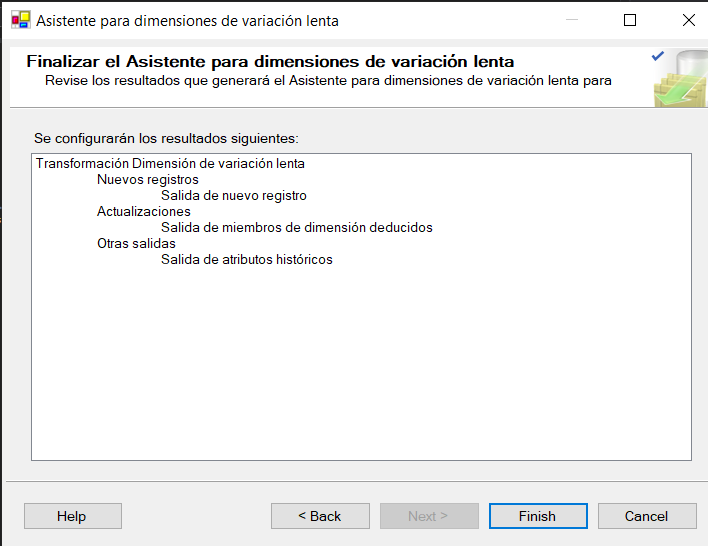 Asistente para dimensiones de variación lenta
Finalizar el Asistente para dimensiones de variación lenta
Revise los resultados que generará el Asistente para dimensiones de variación lenta para
Se configurarán los resultados siguientes:
Transformación Dimensión de variación lenta
Nuevos registros
Salida de nuevo registro
Actualizaciones
Salida de miembros de dimensión deducidos
Otras salidas
Salida de atributos históricos
Help
< Back
Next >
Finish
Cancel